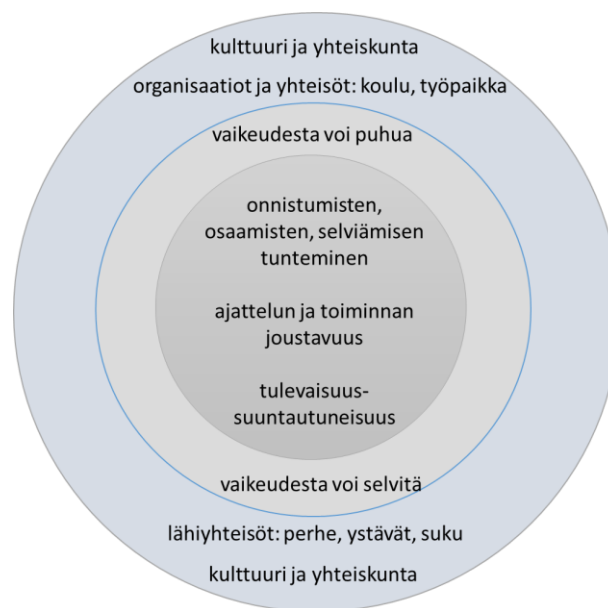 kulttuuri ja yhteiskunta
organisaatiot ja yhteisöt: koulu, työpaikka
vaikeudesta voi puhua
onnistumisten,
osaamisten, selviämisen
tunteminen
ajattelun ja toiminnan
joustavuus
tulevaisuus-
suuntautuneisuus
vaikeudesta voi selvitä
lähiyhteisöt: perhe, ystävät, suku
kulttuuri ja yhteiskunta